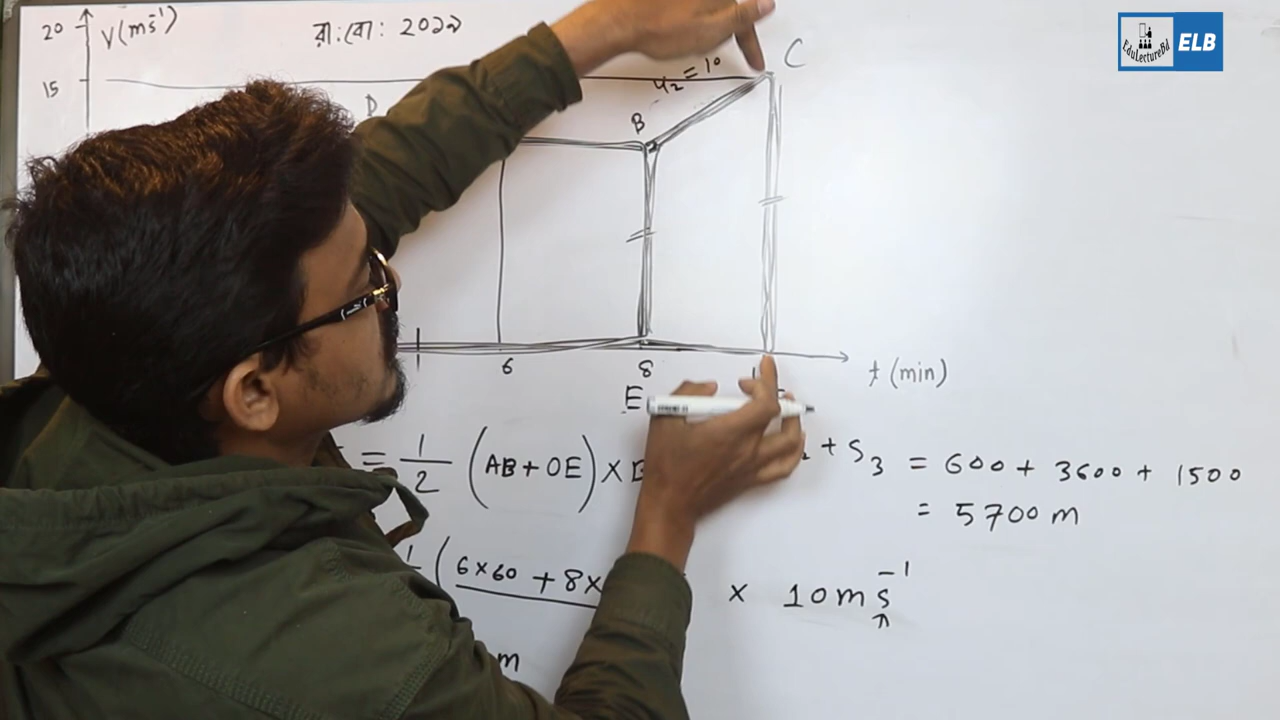 20
V(ms⁻¹)
রা: বো: ২০১৯
15
D
u₂ = 10
C
B
6
8
t (min)
E
= 1/2 (AB + OE) ×
+ S₃ = 600 + 3600 + 1500
= 5700 m
(6×60 + 8×
× 10 ms⁻¹
m
EduLectureBd
ELB